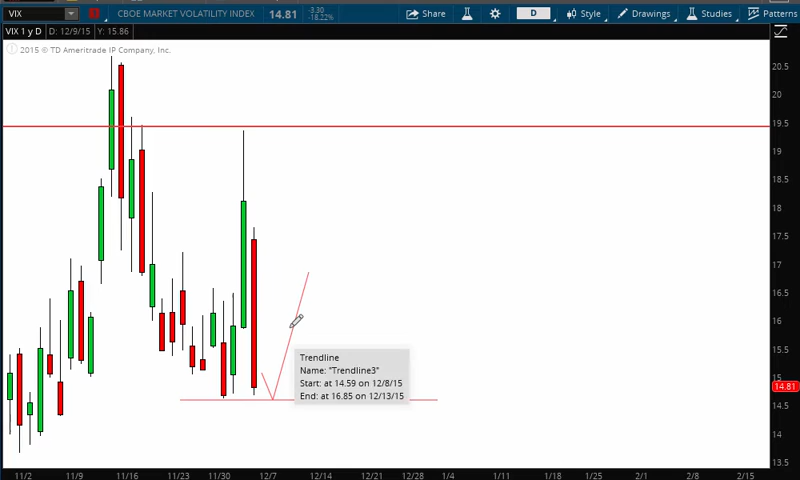 VIX CBOE MARKET VOLATILITY INDEX 14.81 -3.30 -18.22% Share D Style Drawings Studies Patterns
VIX 1 y D D: 12/9/15 Y: 15.86
2015 © TD Ameritrade IP Company, Inc.
20.5
20
19.5
19
18.5
18
17.5
17
16.5
16
15.5
15
14.81
14.5
14
13.5
Trendline
Name: "Trendline3"
Start: at 14.59 on 12/8/15
End: at 16.85 on 12/13/15
11/2 11/9 11/16 11/23 11/30 12/7 12/14 12/21 12/28 1/4 1/11 1/18 1/25 2/1 2/8 2/15